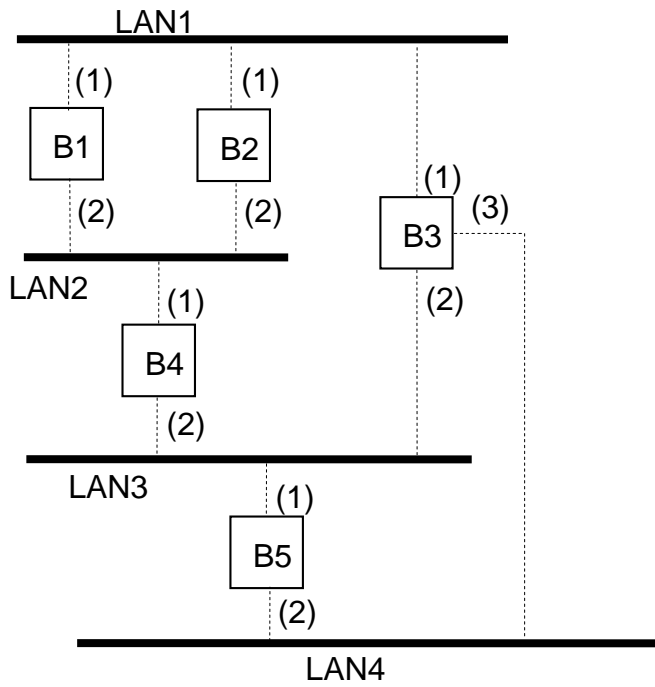 LAN1
(1) (1)
B1 B2
(1)
(2) (2) (3)
B3
LAN2
(1) (2)
B4
(2)
LAN3
(1)
B5
(2)
LAN4